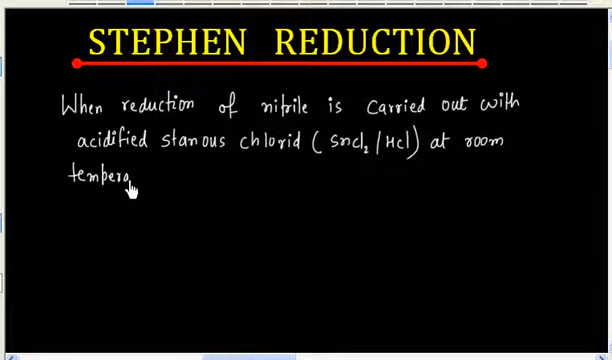 STEPHEN REDUCTION
When reduction of nitrile is carried out with
acidified stanous chlorid (SnCl₂/HCl) at room
tempera